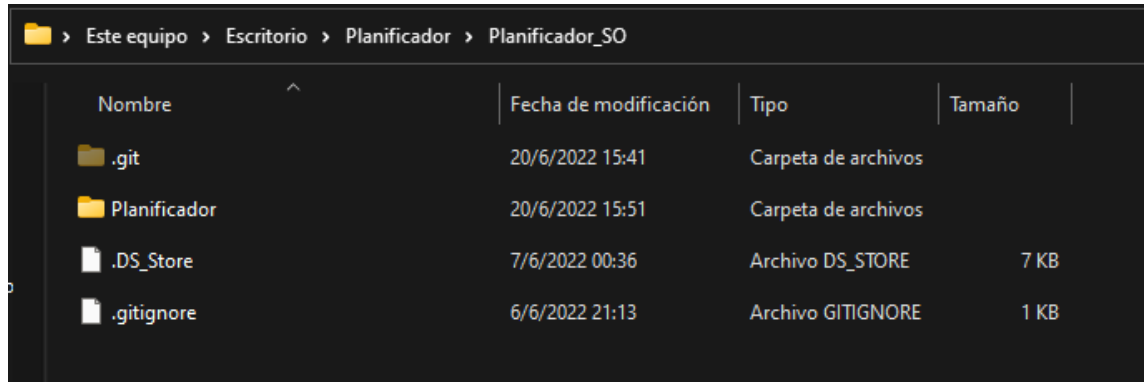 Este equipo > Escritorio > Planificador > Planificador_SO
Nombre Fecha de modificación Tipo Tamaño
.git 20/6/2022 15:41 Carpeta de archivos
Planificador 20/6/2022 15:51 Carpeta de archivos
.DS_Store 7/6/2022 00:36 Archivo DS_STORE 7 KB
.gitignore 6/6/2022 21:13 Archivo GITIGNORE 1 KB